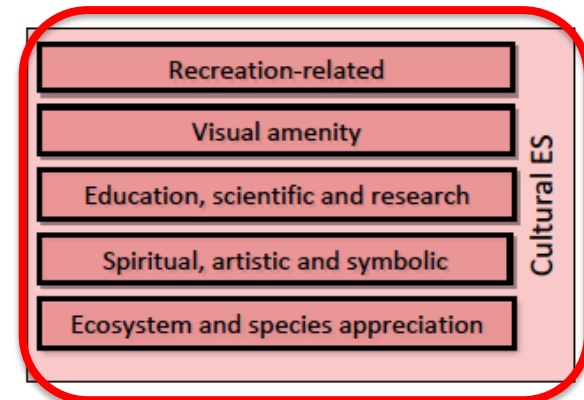 Recreation-related
Visual amenity
Education, scientific and research
Spiritual, artistic and symbolic
Ecosystem and species appreciation
Cultural ES